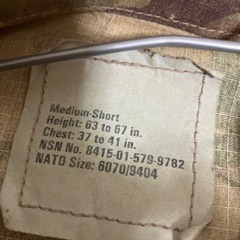 Medium-Short
Height: 63 to 67 in.
Chest: 37 to 41 in.
NSN No. 8415-01-579-9782
NATO Size: 6070/9404